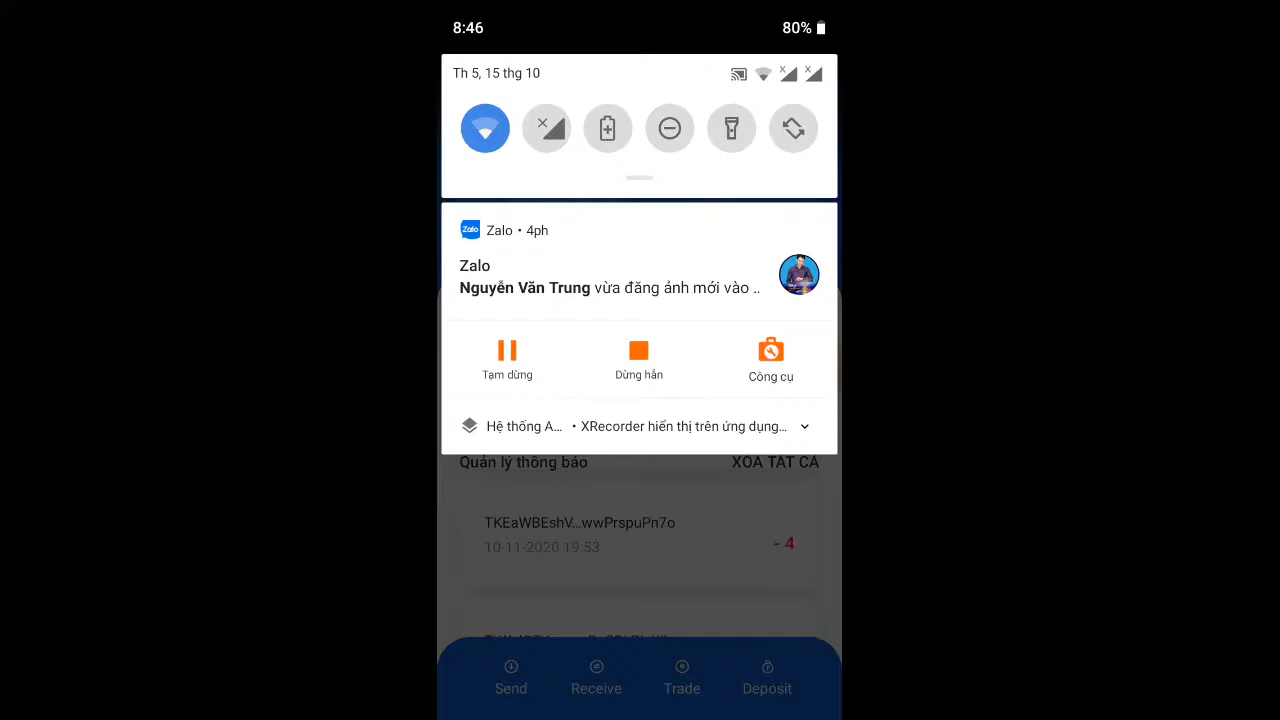 8:46 80%
Th 5, 15 thg 10
Zalo • 4ph
Zalo
Nguyễn Văn Trung vừa đăng ảnh mới vào ..
Tạm dừng Dừng hẳn Công cụ
Hệ thống A... • XRecorder hiển thị trên ứng dụng...
Quản lý thông báo XÓA TẤT CẢ
TKEaWBEshV...wwPrspuPn7o
10-11-2020 19:53
- 4
Send Receive Trade Deposit